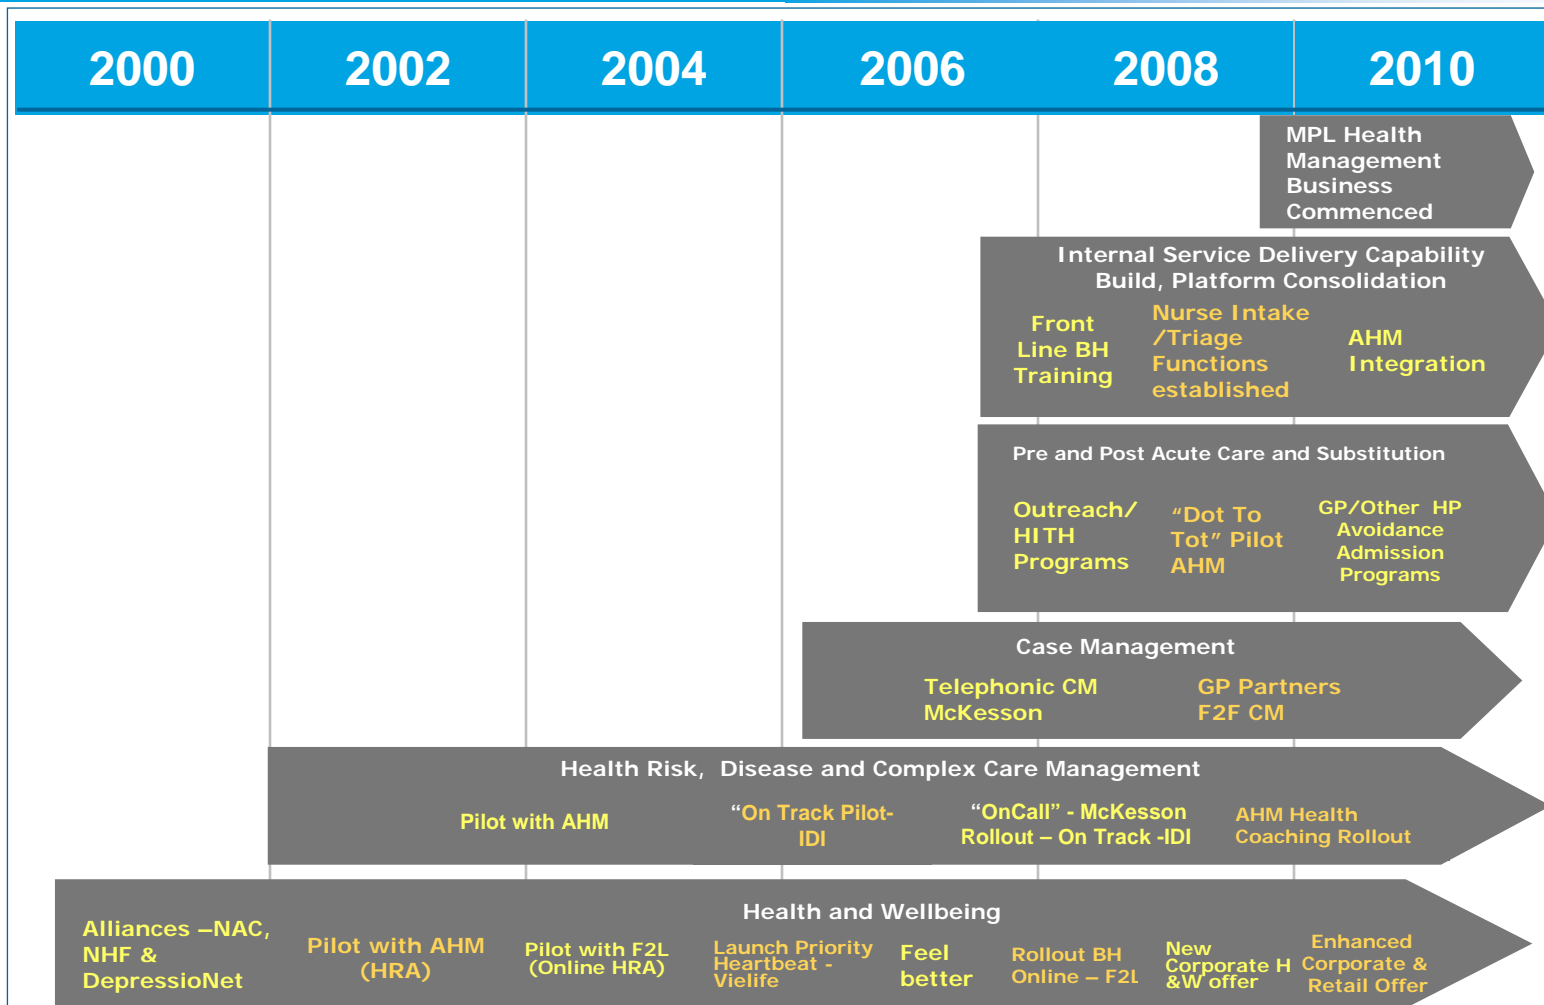 2000 2002 2004 2006 2008 2010
MPL Health
Management
Business
Commenced
Internal Service Delivery Capability
Build, Platform Consolidation
Front
Line BH
Training
Nurse Intake
/Triage
Functions
established
AHM
Integration
Pre and Post Acute Care and Substitution
Outreach/
HITH
Programs
“Dot To
Tot” Pilot
AHM
GP/Other HP
Avoidance
Admission
Programs
Case Management
Telephonic CM
McKesson
GP Partners
F2F CM
Health Risk, Disease and Complex Care Management
Pilot with AHM
“On Track Pilot-
IDI
“OnCall” - McKesson
Rollout – On Track -IDI
AHM Health
Coaching Rollout
Health and Wellbeing
Alliances –NAC,
NHF &
DepressioNet
Pilot with AHM
(HRA)
Pilot with F2L
(Online HRA)
Launch Priority
Heartbeat -
Vielife
Feel
better
Rollout BH
Online – F2L
New
Corporate H
&W offer
Enhanced
Corporate &
Retail Offer